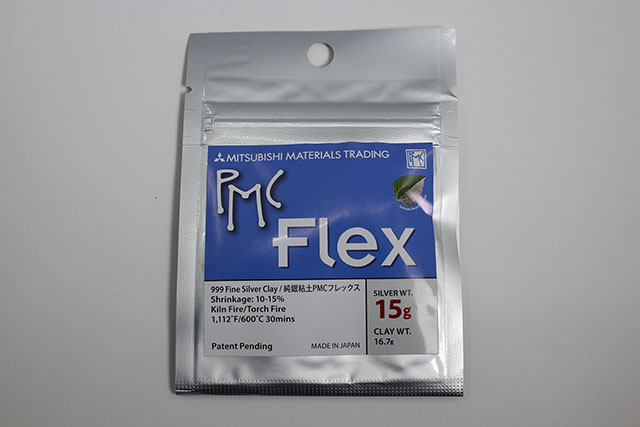 MITSUBISHI MATERIALS TRADING
PMC
PMC
Flex
999 Fine Silver Clay / 純銀粘土PMCフレックス
Shrinkage: 10-15%
Kiln Fire/Torch Fire
1,112˚F/600˚C 30mins
Patent Pending
MADE IN JAPAN
SILVER WT.
15g
CLAY WT.
16.7g